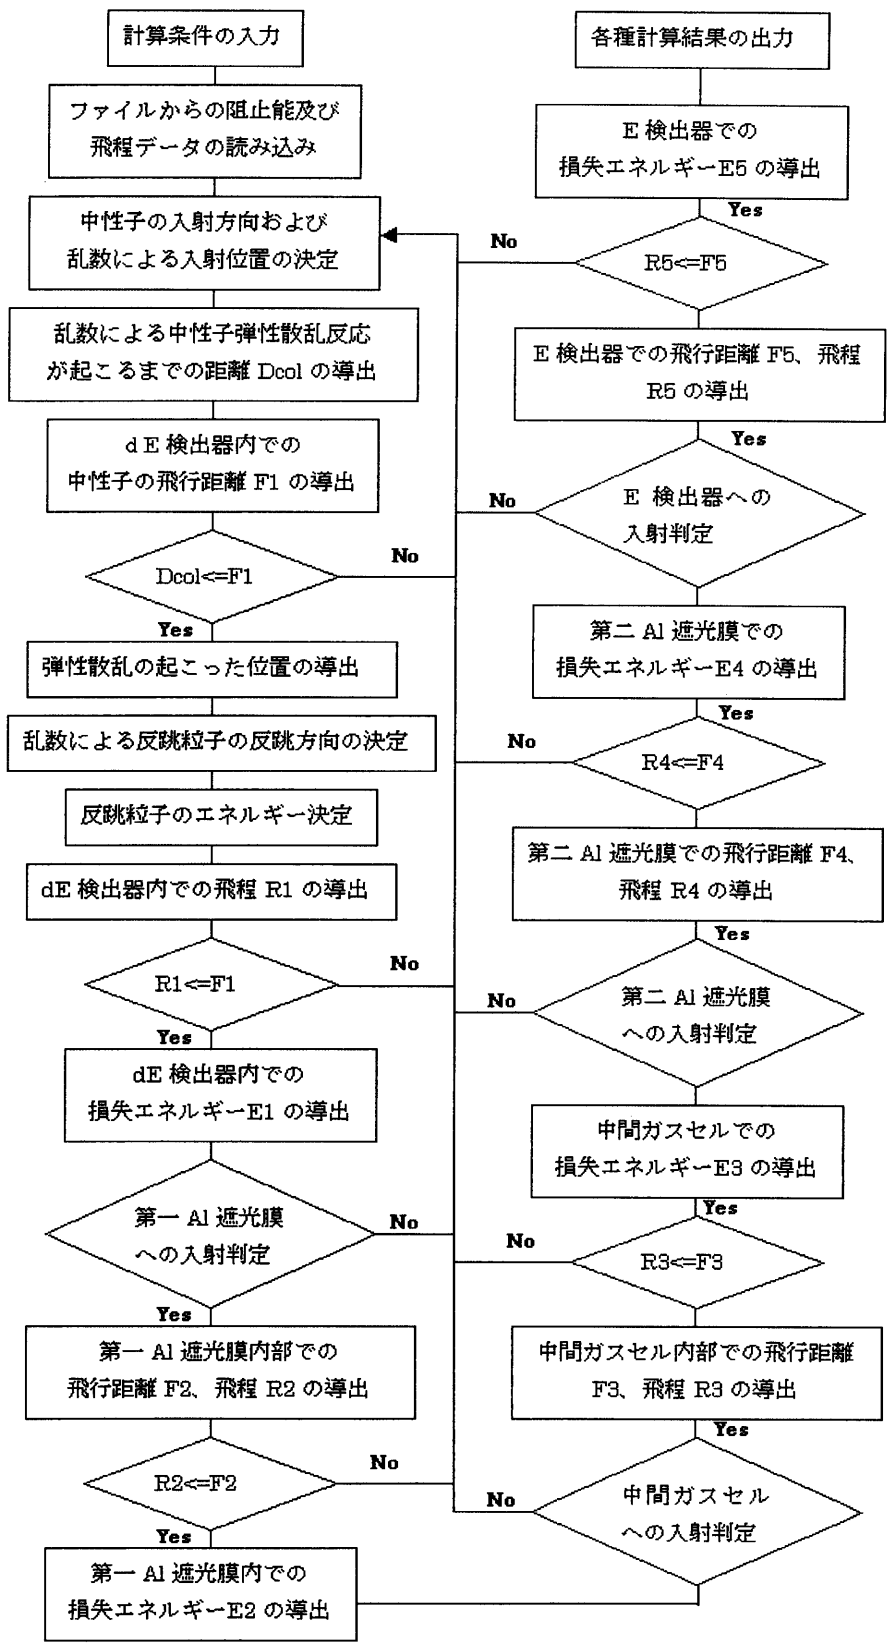 計算条件の入力
ファイルからの阻止能及び
飛程データの読み込み
中性子の入射方向および
乱数による入射位置の決定
乱数による中性子弾性散乱反応
が起こるまでの距離 Dcol の導出
dE 検出器内での
中性子の飛行距離 F1 の導出
Dcol<=F1
No
Yes
弾性散乱の起こった位置の導出
乱数による反跳粒子の反跳方向の決定
反跳粒子のエネルギー決定
dE 検出器内での飛程 R1 の導出
R1<=F1
No
Yes
dE 検出器内での
損失エネルギーE1 の導出
第一 Al 遮光膜
への入射判定
No
Yes
第一 Al 遮光膜内部での
飛行距離 F2、飛程 R2 の導出
R2<=F2
No
Yes
第一 Al 遮光膜内での
損失エネルギーE2 の導出
各種計算結果の出力
E 検出器での
損失エネルギーE5 の導出
Yes
No
R5<=F5
E 検出器での飛行距離 F5、飛程
R5 の導出
Yes
No
E 検出器への
入射判定
第二 Al 遮光膜での
損失エネルギーE4 の導出
Yes
No
R4<=F4
第二 Al 遮光膜での飛行距離 F4、
飛程 R4 の導出
Yes
No
第二 Al 遮光膜
への入射判定
中間ガスセルでの
損失エネルギーE3 の導出
Yes
No
R3<=F3
中間ガスセル内部での飛行距離
F3、飛程 R3 の導出
Yes
No
中間ガスセル
への入射判定